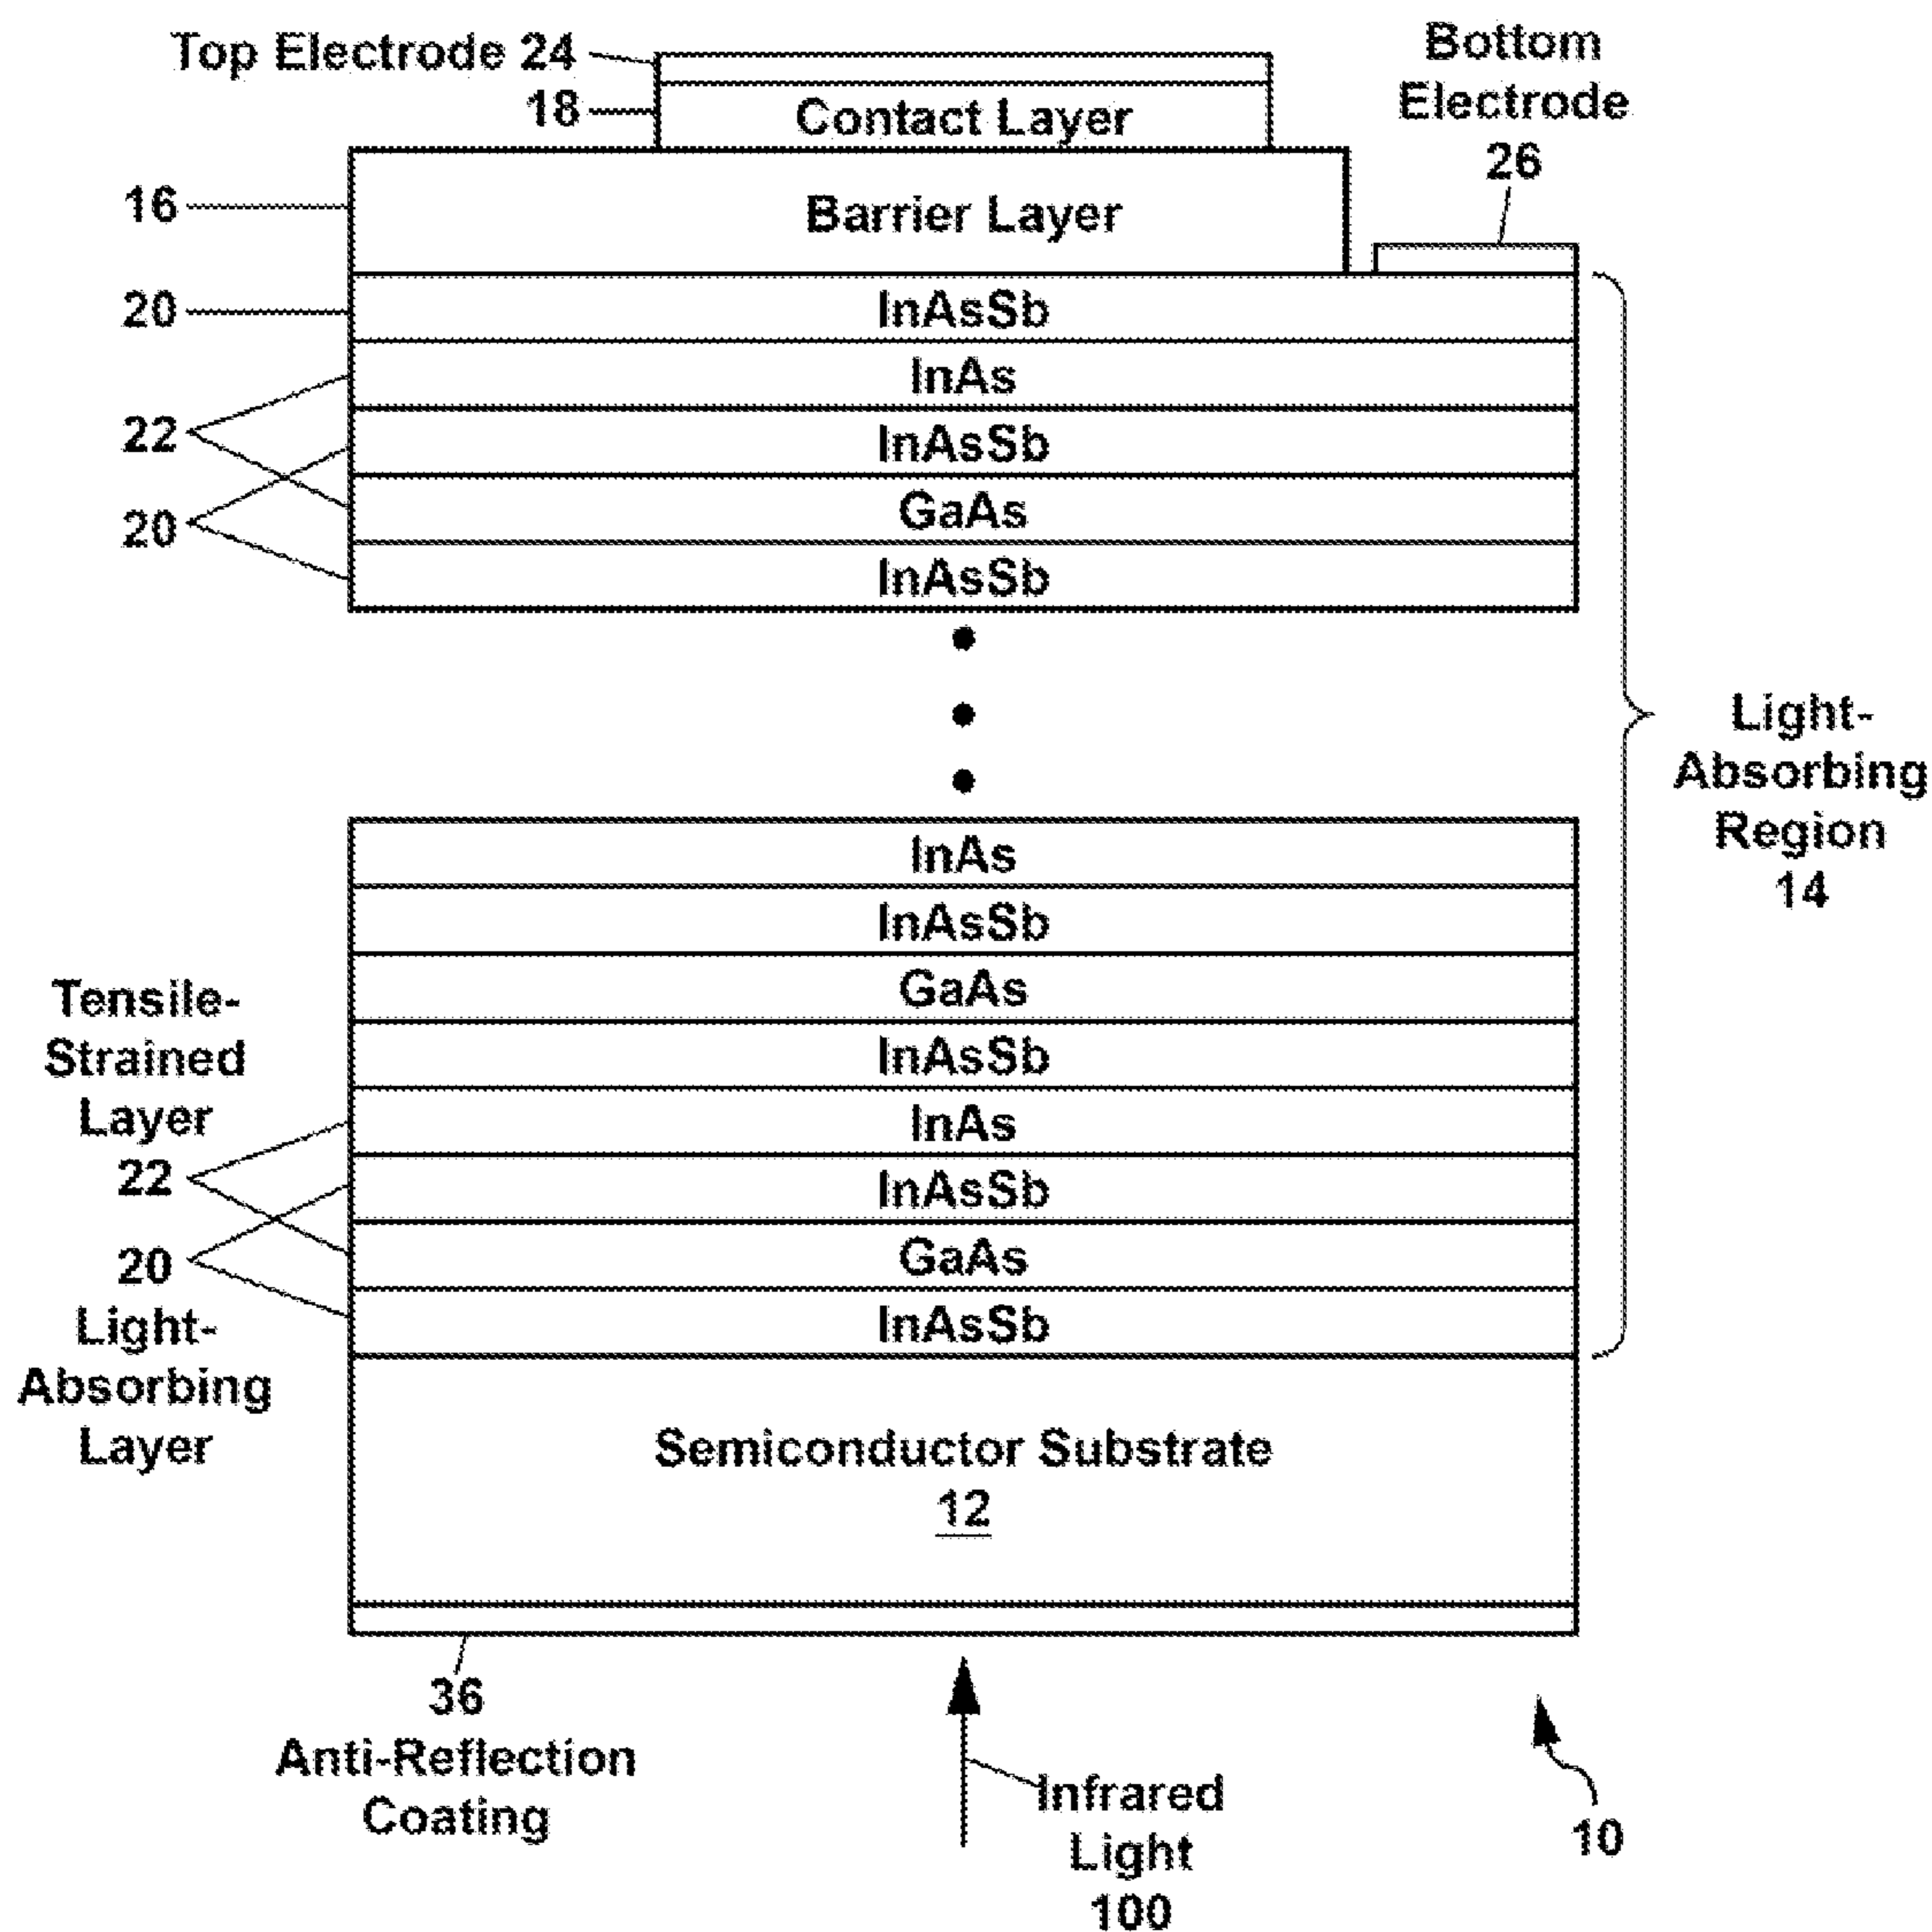 Top Electrode 24
18
Contact Layer
Bottom
Electrode
26
16
Barrier Layer
20
InAsSb
InAs
22
InAsSb
GaAs
20
InAsSb
Light-
Absorbing
Region
14
InAs
InAsSb
GaAs
InAsSb
InAs
InAsSb
GaAs
InAsSb
Tensile-
Strained
Layer
22
20
Light-
Absorbing
Layer
Semiconductor Substrate
12
36
Anti-Reflection
Coating
Infrared
Light
100
10